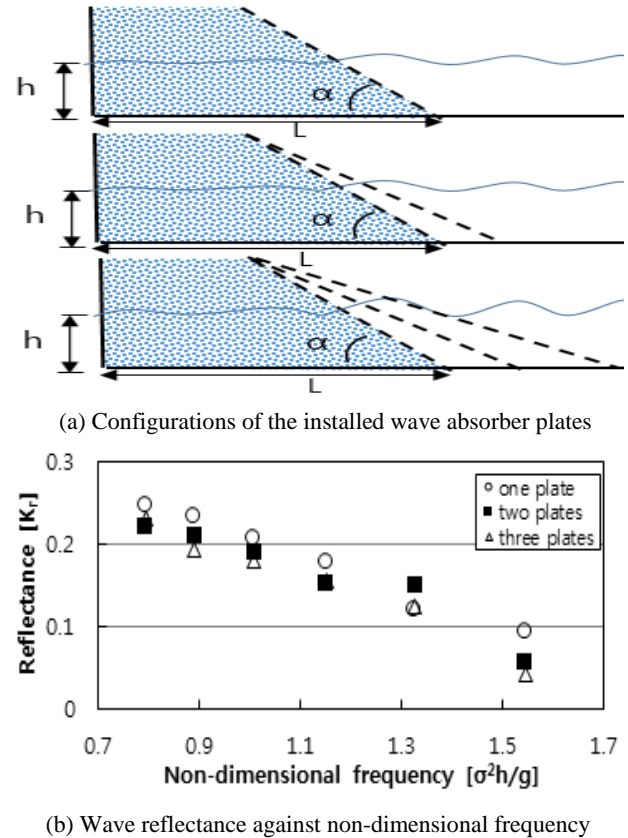 h
α
L
h
α
L
h
α
L
(a) Configurations of the installed wave absorber plates
0.3
0.2
0.1
0
Reflectance [Kᵣ]
○ one plate
■ two plates
△ three plates
0.7 0.9 1.1 1.3 1.5 1.7
Non-dimensional frequency [σ²h/g]
(b) Wave reflectance against non-dimensional frequency